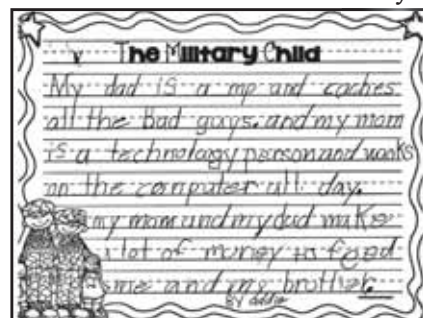 The Military Child
My dad is a mp and caches
all the bad guys. and my mom
is a technology person and works
on the computer all day.
my mom and my dad make
a lot of money to feed
me and my brother.
By addie